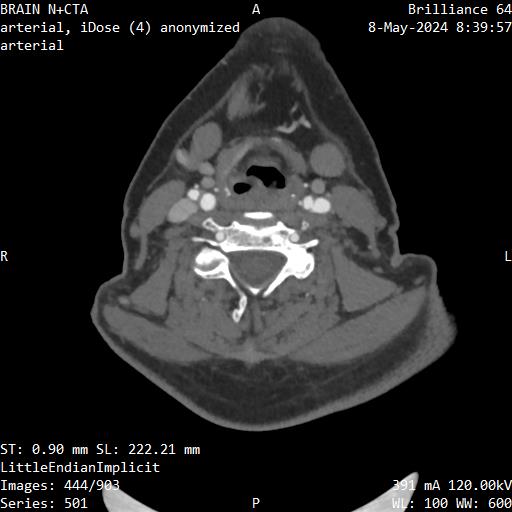 BRAIN N+CTA
arterial, iDose (4) anonymized
arterial
A
Brilliance 64
8-May-2024 8:39:57
R
L
ST: 0.90 mm SL: 222.21 mm
LittleEndianImplicit
Images: 444/903
Series: 501
P
391 mA 120.00kV
WL: 100 WW: 600